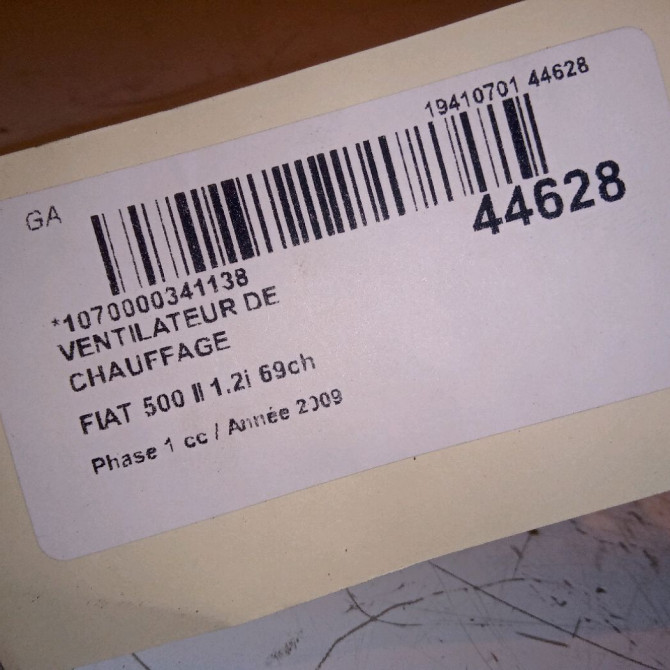 19410701 44628
GA
44628
*1070000341138
VENTILATEUR DE
CHAUFFAGE
FIAT 500 II 1.2i 69ch
Phase 1 cc / Année 2009